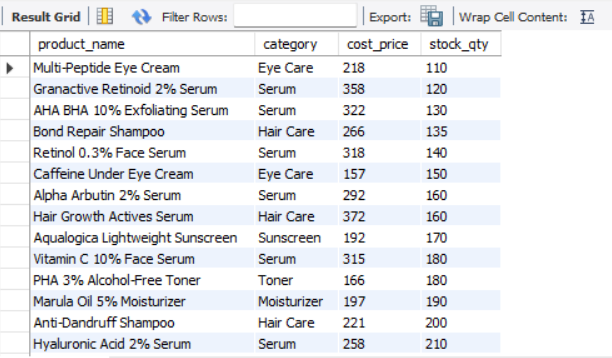 Result Grid Filter Rows: Export: Wrap Cell Content: IA
product_name category cost_price stock_qty
Multi-Peptide Eye Cream Eye Care 218 110
Granactive Retinoid 2% Serum Serum 358 120
AHA BHA 10% Exfoliating Serum Serum 322 130
Bond Repair Shampoo Hair Care 266 135
Retinol 0.3% Face Serum Serum 318 140
Caffeine Under Eye Cream Eye Care 157 150
Alpha Arbutin 2% Serum Serum 292 160
Hair Growth Actives Serum Hair Care 372 160
Aqualogica Lightweight Sunscreen Sunscreen 192 170
Vitamin C 10% Face Serum Serum 315 180
PHA 3% Alcohol-Free Toner Toner 166 180
Marula Oil 5% Moisturizer Moisturizer 197 190
Anti-Dandruff Shampoo Hair Care 221 200
Hyaluronic Acid 2% Serum Serum 258 210